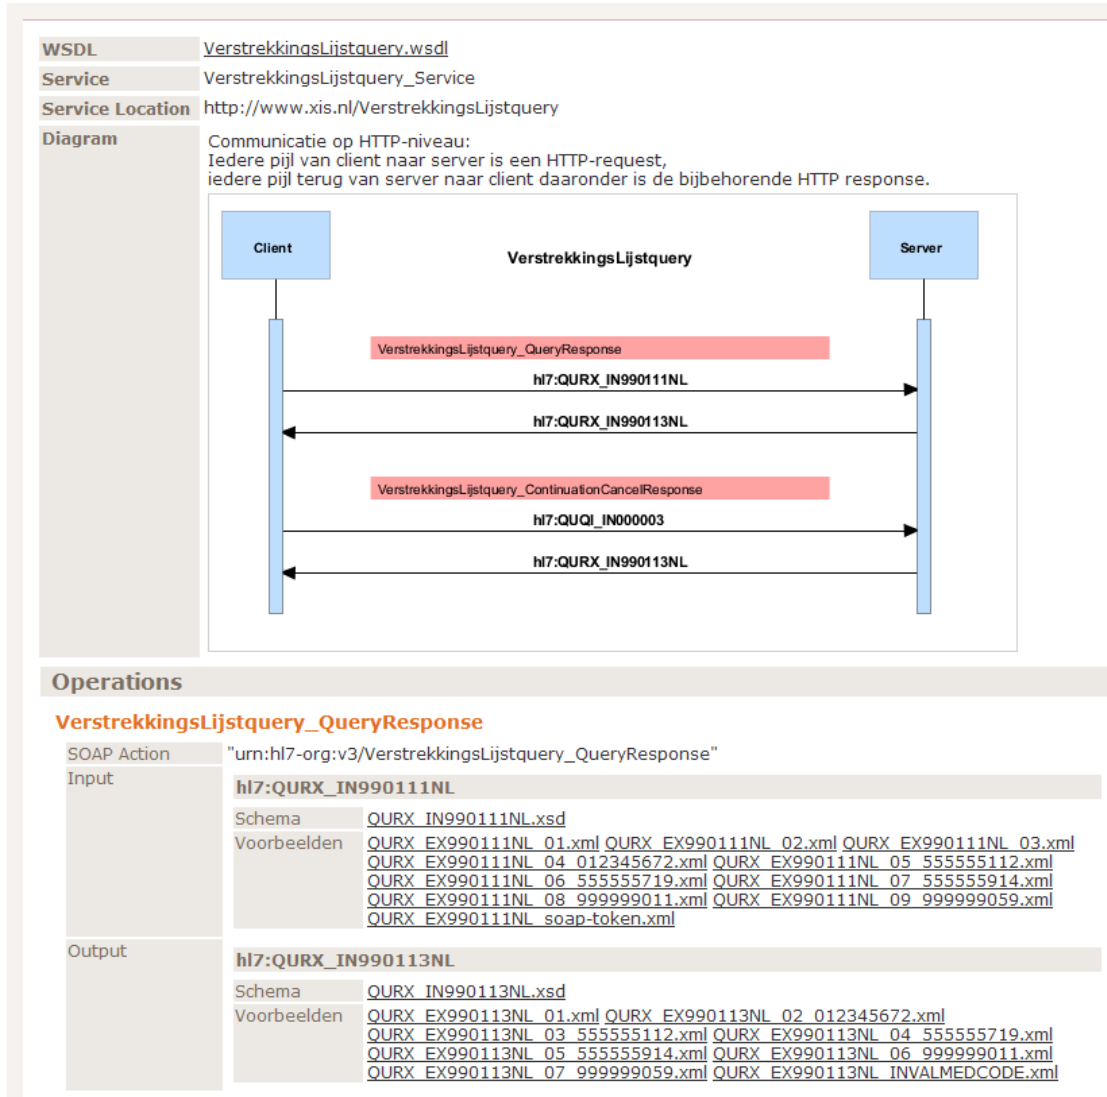 WSDL VerstrekkingsLijstquery.wsdl
Service VerstrekkingsLijstquery_Service
Service Location http://www.xis.nl/VerstrekkingsLijstquery
Diagram Communicatie op HTTP-niveau:
Iedere pijl van client naar server is een HTTP-request,
iedere pijl terug van server naar client daaronder is de bijbehorende HTTP response.
Client VerstrekkingsLijstquery Server
VerstrekkingsLijstquery_QueryResponse
hl7:QURX_IN990111NL
hl7:QURX_IN990113NL
VerstrekkingsLijstquery_ContinuationCancelResponse
hl7:QUQI_IN000003
hl7:QURX_IN990113NL
Operations
VerstrekkingsLijstquery_QueryResponse
SOAP Action "urn:hl7-org:v3/VerstrekkingsLijstquery_QueryResponse"
Input hl7:QURX_IN990111NL
Schema QURX_IN990111NL.xsd
Voorbeelden QURX_EX990111NL_01.xml QURX_EX990111NL_02.xml QURX_EX990111NL_03.xml
QURX_EX990111NL_04_012345672.xml QURX_EX990111NL_05_555555112.xml
QURX_EX990111NL_06_555555719.xml QURX_EX990111NL_07_555555914.xml
QURX_EX990111NL_08_999999011.xml QURX_EX990111NL_09_999999059.xml
QURX_EX990111NL_soap-token.xml
Output hl7:QURX_IN990113NL
Schema QURX_IN990113NL.xsd
Voorbeelden QURX_EX990113NL_01.xml QURX_EX990113NL_02_012345672.xml
QURX_EX990113NL_03_555555112.xml QURX_EX990113NL_04_555555719.xml
QURX_EX990113NL_05_555555914.xml QURX_EX990113NL_06_999999011.xml
QURX_EX990113NL_07_999999059.xml QURX_EX990113NL_INVALMEDCODE.xml